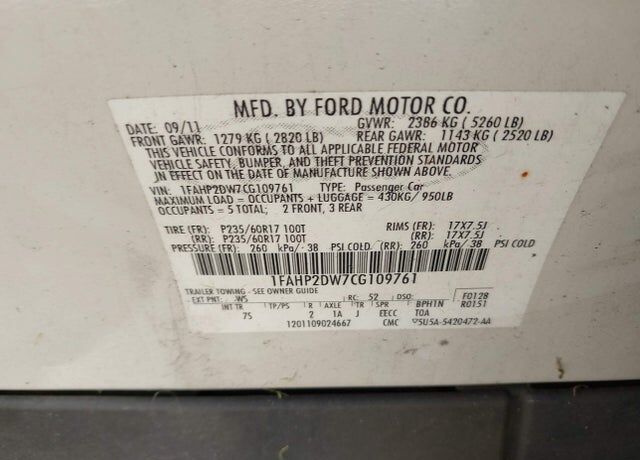 MFD. BY FORD MOTOR CO.
DATE: 09/11 GVWR: 2386 KG ( 5260 LB)
FRONT GAWR: 1279 KG ( 2820 LB) REAR GAWR: 1143 KG ( 2520 LB)
THIS VEHICLE CONFORMS TO ALL APPLICABLE FEDERAL MOTOR
VEHICLE SAFETY, BUMPER, AND THEFT PREVENTION STANDARDS
IN EFFECT ON THE DATE OF MANUFACTURE SHOWN ABOVE.
VIN: 1FAHP2DW7CG109761 TYPE: Passenger Car
MAXIMUM LOAD = OCCUPANTS + LUGGAGE = 430KG/ 950LB
OCCUPANTS = 5 TOTAL; 2 FRONT, 3 REAR
TIRE (FR): P235/60R17 100T RIMS (FR): 17X7.5J
(RR): P235/60R17 100T (RR): 17X7.5J
PRESSURE (FR): 260 kPa/ 38 PSI COLD (RR): 260 kPa/ 38 PSI COLD
1FAHP2DW7CG109761
TRAILER TOWING - SEE OWNER GUIDE
EXT PNT: WS RC: 52 DSO: F0128
R0151
INT TR TP/PS R AXLE TR SPR BPHTN
75 2 1A J EECC TOA
1201109024667 CMC 5U5A-5420472-AA